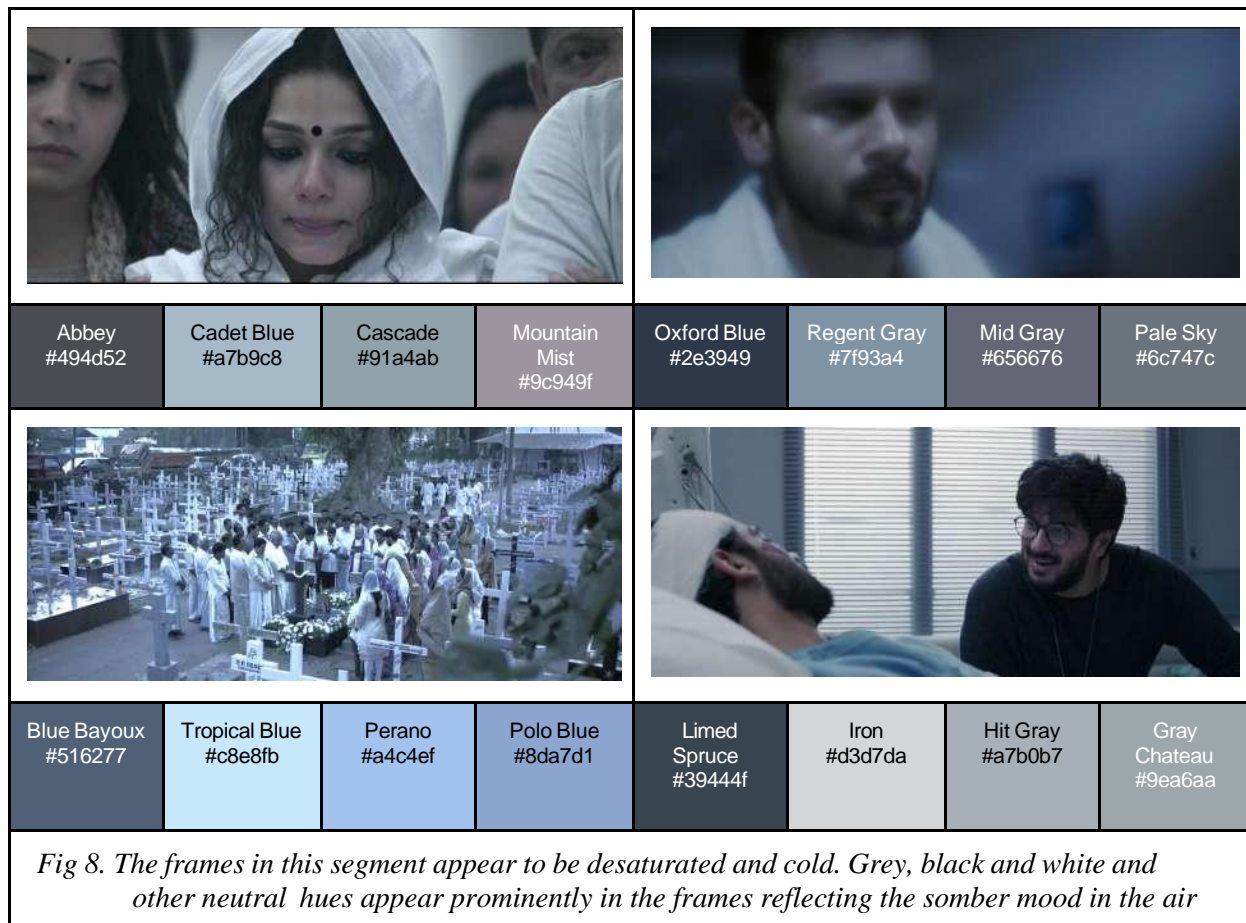 Abbey
#494d52
Cadet Blue
#a7b9c8
Cascade
#91a4ab
Mountain
Mist
#9c949f
Oxford Blue
#2e3949
Regent Gray
#7f93a4
Mid Gray
#656676
Pale Sky
#6c747c
Blue Bayoux
#516277
Tropical Blue
#c8e8fb
Perano
#a4c4ef
Polo Blue
#8da7d1
Limed
Spruce
#39444f
Iron
#d3d7da
Hit Gray
#a7b0b7
Gray
Chateau
#9ea6aa
Fig 8. The frames in this segment appear to be desaturated and cold. Grey, black and white and
other neutral hues appear prominently in the frames reflecting the somber mood in the air